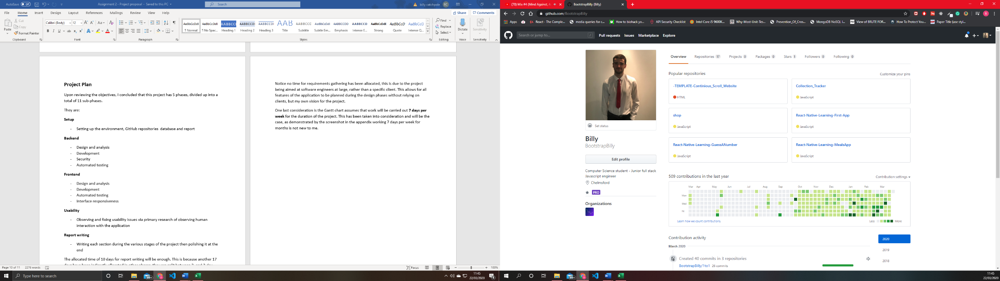 AutoSave Off
Assignment 2 - Project proposal - Saved to this PC
Search
billy catchpole BC
File Home Insert Design Layout References Mailings Review View Help
Share Comments
Paste
Cut
Copy
Format Painter
Calibri (Body) 12
Clipboard Font Paragraph Styles Editing Voice Sensitivity
¶ Normal ¶ No Spac... Heading 1 Heading 2 Heading 3 Title Subtitle Subtle Em... Emphasis Intense E... Strong Quote Intense Q...
Find
Replace
Select
Dictate
Sensitivity
Project Plan
Upon reviewing the objectives, I concluded that this project has 5 phases, divided up into a
total of 11 sub-phases.
They are:
Setup
- Setting up the environment, GitHub repositories database and report
Backend
- Design and analysis
- Development
- Security
- Automated testing
Frontend
- Design and analysis
- Development
- Automated testing
- Interface responsiveness
Usability
- Observing and fixing usability issues via primary research of observing human
interaction with the application
Report writing
- Writing each section during the various stages of the project then polishing it at the
end
The allocated time of 10 days for report writing will be enough. This is because another 17
Notice no time for requirements gathering has been allocated, this is due to the project
being aimed at software engineers at large, rather than a specific client. This allows for all
features of the application to be planned during the design phases without relying on
clients, but my own vision for the project.
One last consideration is the Gantt chart assumes that work will be carried out 7 days per
week for the duration of the project. This has been taken into consideration and will be the
case, as demonstrated by the screenshot in the appendix working 7 days per week for
months is not new to me.
Page 10 of 11 2276 words
Focus 100%
Type here to search
99+
11:45
22/03/2020
4
(70) Mix #4 (Mind Against, A
BootstrapBilly (Billy)
github.com/BootstrapBilly
Apps React - The Comple... media queries for c... How to biohack yo... API Security Checklist Intel Core i5 9600K... Why-Most-Unit-Tes... Prevention_Of_Cros... MongoDB NoSQL I... View of BRUTE FOR... How To Protect You... Paper Title (use styl...
Search or jump to... /
Pull requests Issues Marketplace Explore
Overview Repositories 17 Projects 0 Packages 0 Stars 1 Followers 0 Following 0
Set status
Billy
BootstrapBilly
Edit profile
Computer Science student - Junior full stack
Javascript engineer
Chelmsford
PRO
Organizations
Popular repositories
Customize your pins
-TEMPLATE-Continious_Scroll_Website
HTML
Collection_Tracker
JavaScript
shop
JavaScript
React-Native-Learning-First-App
JavaScript
React-Native-Learning-GuessANumber
JavaScript
React-Native-Learning-MealsApp
JavaScript
509 contributions in the last year
Contribution settings
Mar Apr May Jun Jul Aug Sep Oct Nov Dec Jan Feb Mar
Mon
Wed
Fri
Learn how we count contributions.
Less More
Contribution activity
2020
2019
2018
March 2020
Created 40 commits in 3 repositories
BootstrapBilly/1to1 26 commits
99+
11:45
22/03/2020